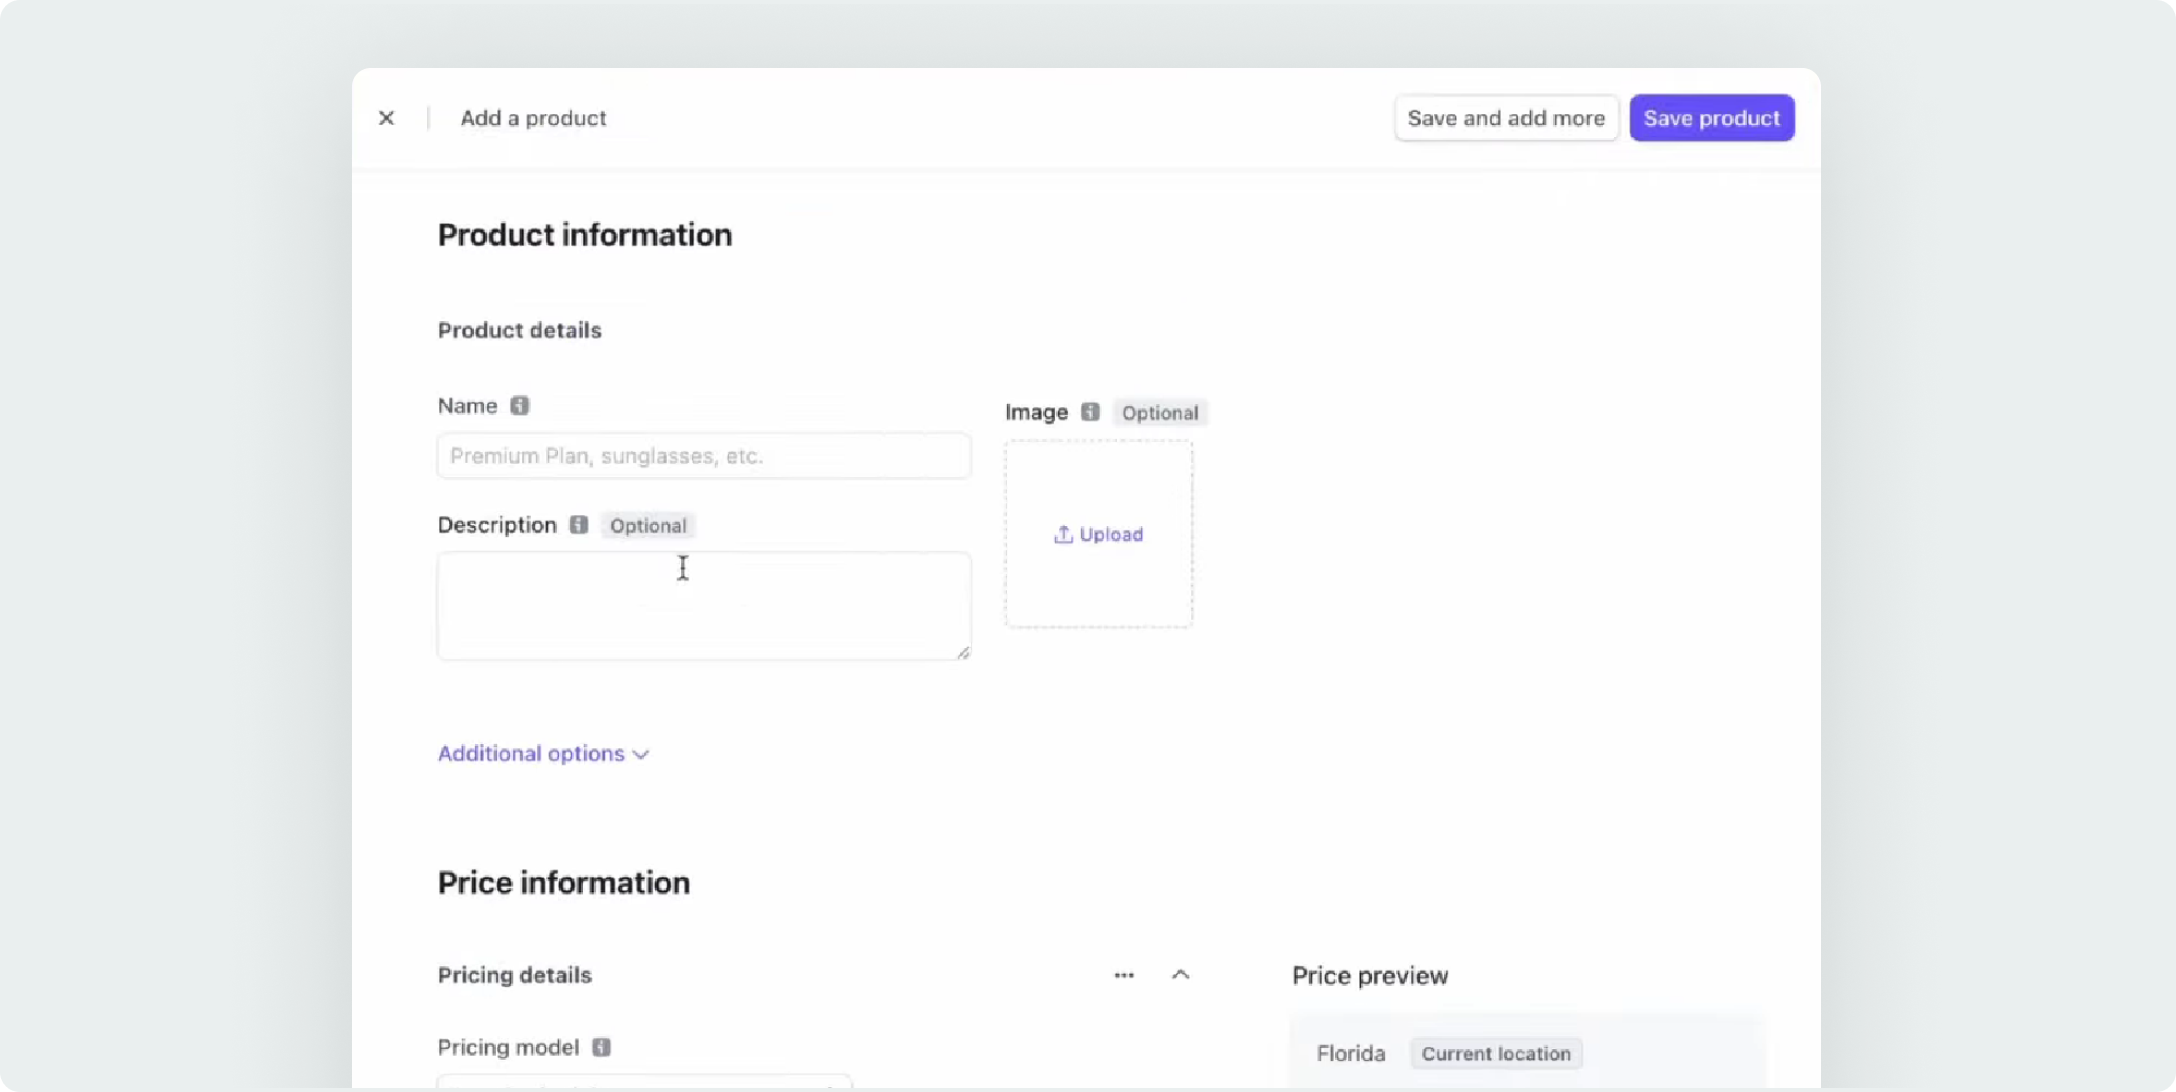 Add a product
Save and add more
Save product
Product information
Product details
Name
Image
Optional
Premium Plan, sunglasses, etc.
Description
Optional
Upload
Additional options
Price information
Pricing details
Price preview
Pricing model
Florida
Current location